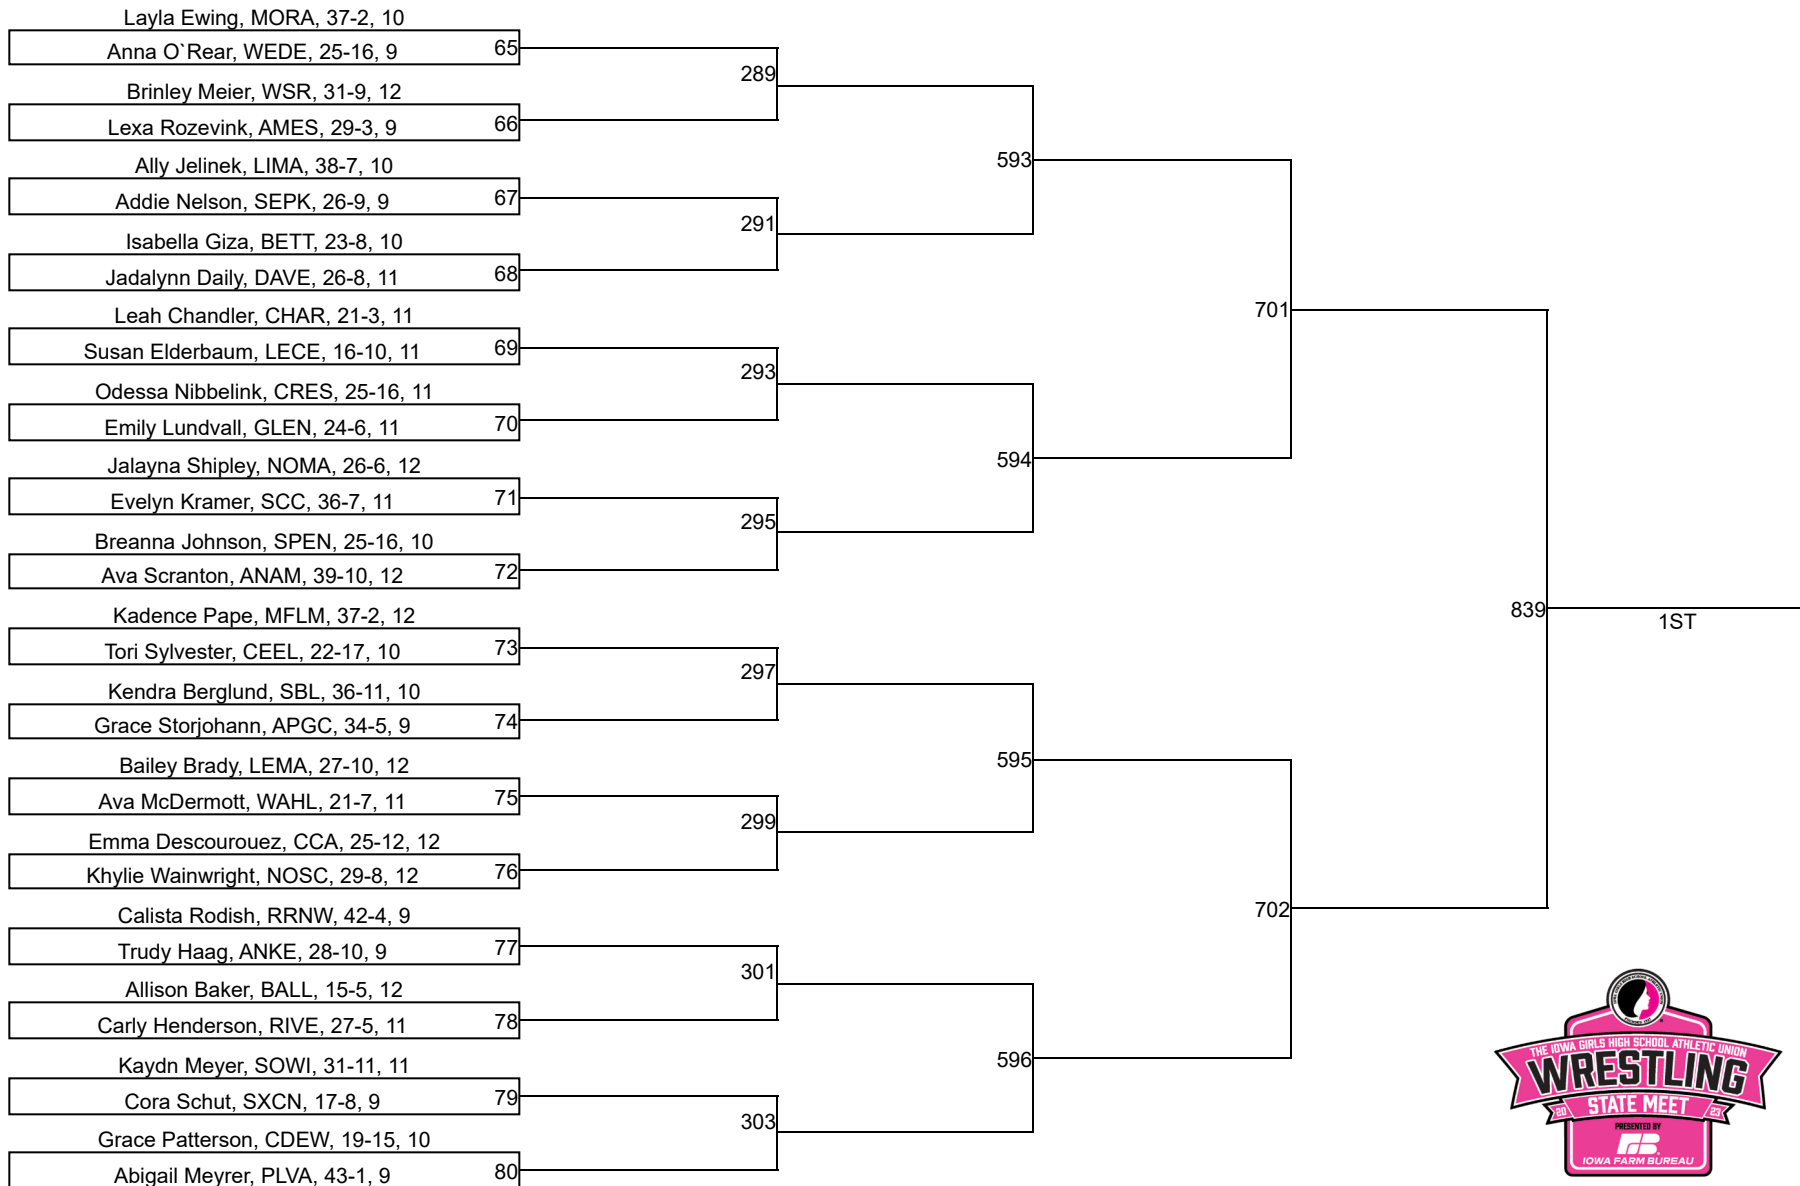 Layla Ewing, MORA, 37-2, 10
Anna O`Rear, WEDE, 25-16, 9
65
289
Brinley Meier, WSR, 31-9, 12
Lexa Rozevink, AMES, 29-3, 9
66
593
Ally Jelinek, LIMA, 38-7, 10
Addie Nelson, SEPK, 26-9, 9
67
291
Isabella Giza, BETT, 23-8, 10
Jadalynn Daily, DAVE, 26-8, 11
68
701
Leah Chandler, CHAR, 21-3, 11
Susan Elderbaum, LECE, 16-10, 11
69
293
Odessa Nibbelink, CRES, 25-16, 11
Emily Lundvall, GLEN, 24-6, 11
70
594
Jalayna Shipley, NOMA, 26-6, 12
Evelyn Kramer, SCC, 36-7, 11
71
295
Breanna Johnson, SPEN, 25-16, 10
Ava Scranton, ANAM, 39-10, 12
72
839
1ST
Kadence Pape, MFLM, 37-2, 12
Tori Sylvester, CEEL, 22-17, 10
73
297
Kendra Berglund, SBL, 36-11, 10
Grace Storjohann, APGC, 34-5, 9
74
595
Bailey Brady, LEMA, 27-10, 12
Ava McDermott, WAHL, 21-7, 11
75
299
Emma Descourouez, CCA, 25-12, 12
Khylie Wainwright, NOSC, 29-8, 12
76
702
Calista Rodish, RRNW, 42-4, 9
Trudy Haag, ANKE, 28-10, 9
77
301
Allison Baker, BALL, 15-5, 12
Carly Henderson, RIVE, 27-5, 11
78
596
Kaydn Meyer, SOWI, 31-11, 11
Cora Schut, SXCN, 17-8, 9
79
303
Grace Patterson, CDEW, 19-15, 10
Abigail Meyrer, PLVA, 43-1, 9
80
THE IOWA GIRLS HIGH SCHOOL ATHLETIC UNION
WRESTLING
20 STATE MEET 23
PRESENTED BY
FB
IOWA FARM BUREAU